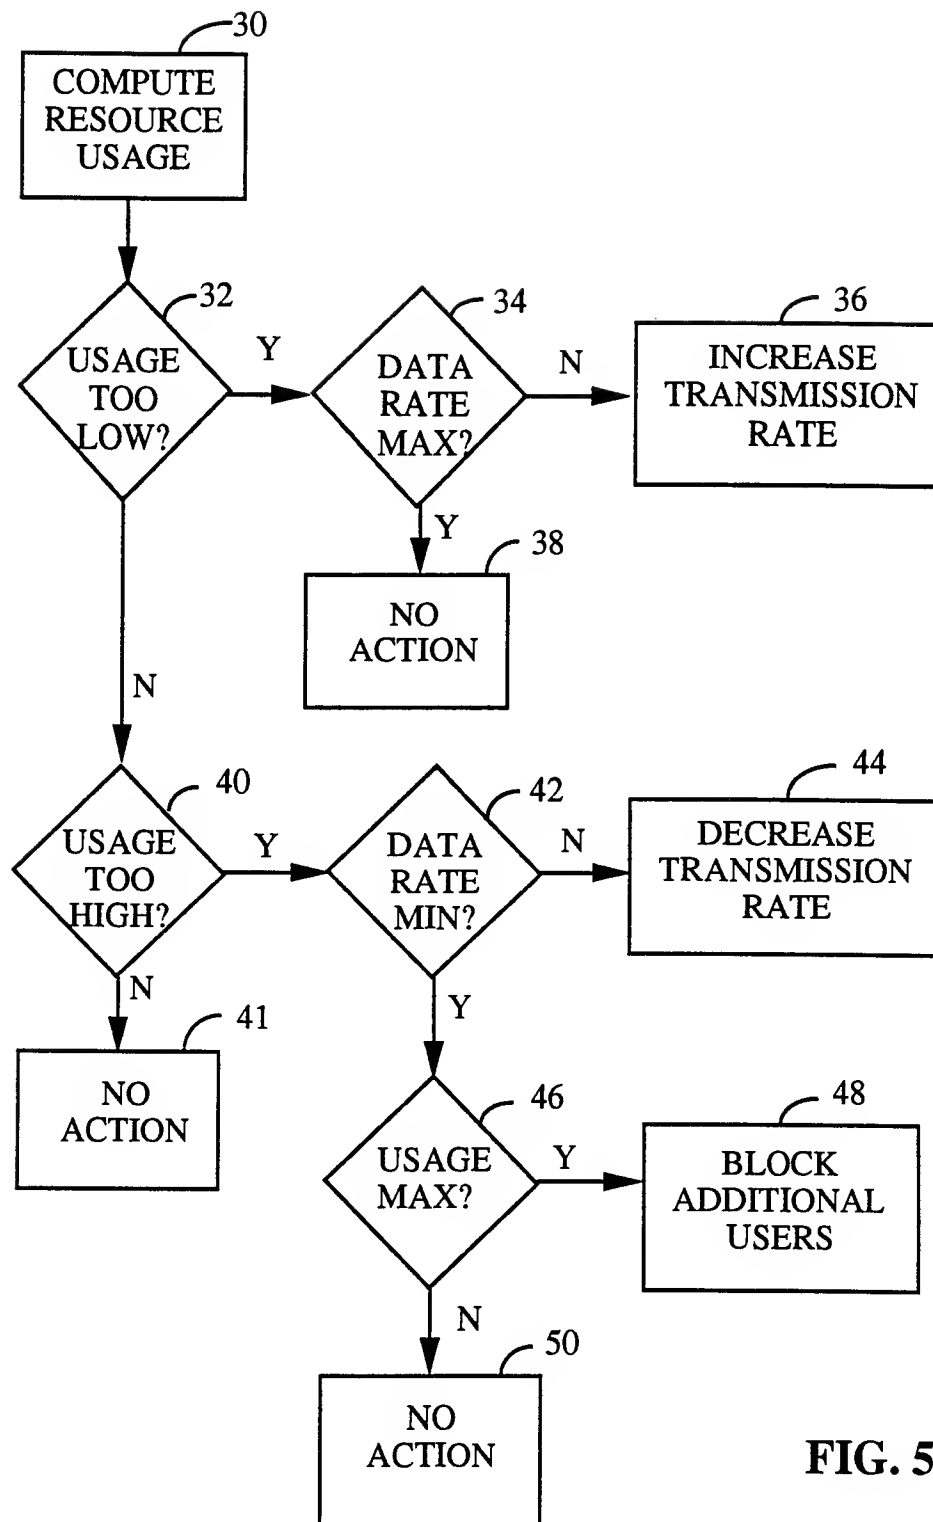 30
COMPUTE
RESOURCE
USAGE
32
USAGE
TOO
LOW?
Y
34
DATA
RATE
MAX?
N
36
INCREASE
TRANSMISSION
RATE
Y
38
NO
ACTION
N
40
USAGE
TOO
HIGH?
Y
42
DATA
RATE
MIN?
N
44
DECREASE
TRANSMISSION
RATE
N
41
NO
ACTION
Y
46
USAGE
MAX?
Y
48
BLOCK
ADDITIONAL
USERS
N
50
NO
ACTION
FIG. 5